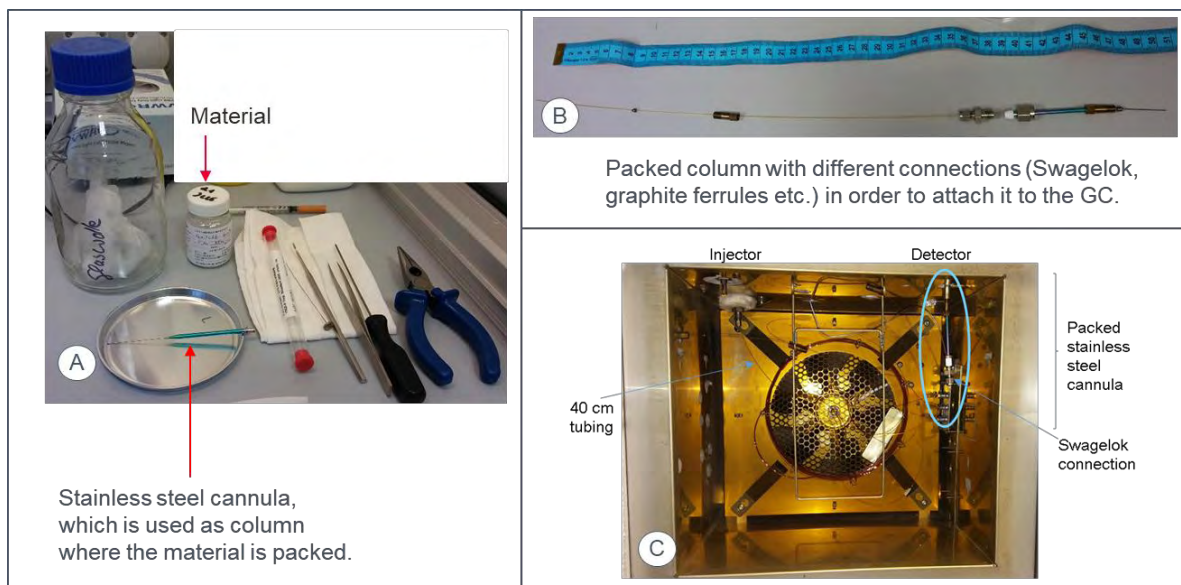 Material
Glaswolle
A
Stainless steel cannula,
which is used as column
where the material is packed.
B
Packed column with different connections (Swagelok,
graphite ferrules etc.) in order to attach it to the GC.
Injector
Detector
Packed
stainless
steel
cannula
40 cm
tubing
Swagelok
connection
C